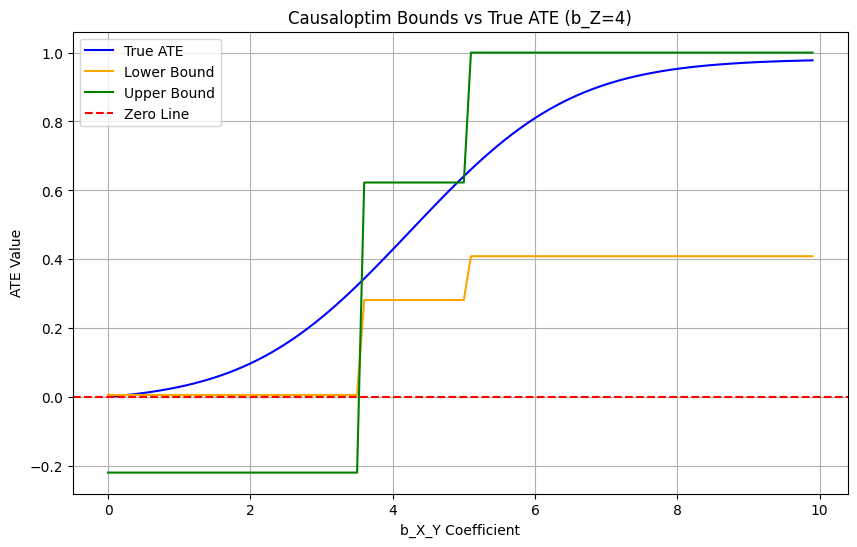 Causaloptim Bounds vs True ATE (b_Z=4)
True ATE
Lower Bound
Upper Bound
Zero Line
ATE Value
1.0
0.8
0.6
0.4
0.2
0.0
−0.2
0
2
4
6
8
10
b_X_Y Coefficient